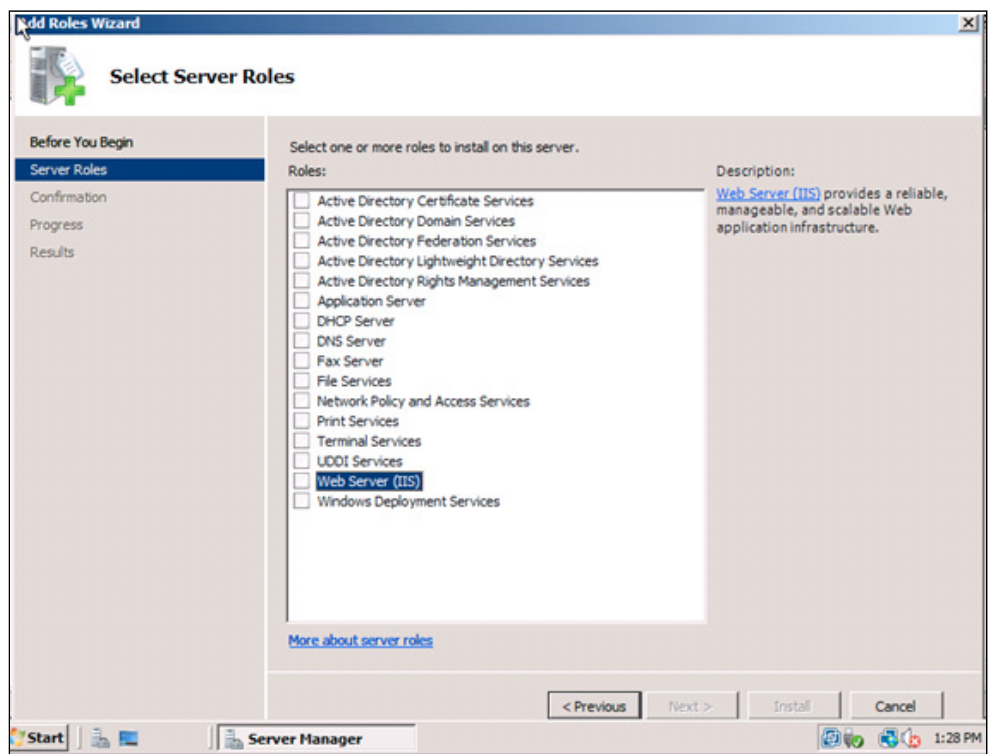 Add Roles Wizard
Select Server Roles
Before You Begin
Server Roles
Confirmation
Progress
Results
Select one or more roles to install on this server.
Roles:
Active Directory Certificate Services
Active Directory Domain Services
Active Directory Federation Services
Active Directory Lightweight Directory Services
Active Directory Rights Management Services
Application Server
DHCP Server
DNS Server
Fax Server
File Services
Network Policy and Access Services
Print Services
Terminal Services
UDDI Services
Web Server (IIS)
Windows Deployment Services
More about server roles
Description:
Web Server (IIS) provides a reliable,
manageable, and scalable Web
application infrastructure.
< Previous
Next >
Install
Cancel
Start
Server Manager
1:28 PM